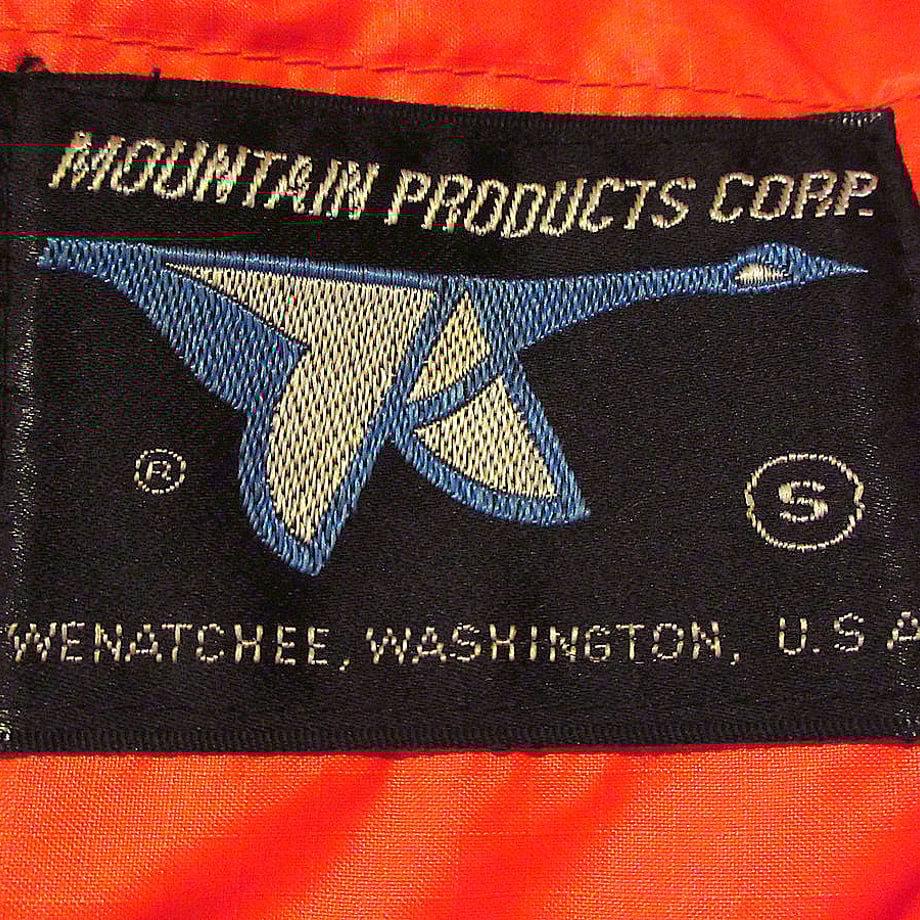 MOUNTAIN PRODUCTS CORP.
®
S
WENATCHEE, WASHINGTON, U.S A